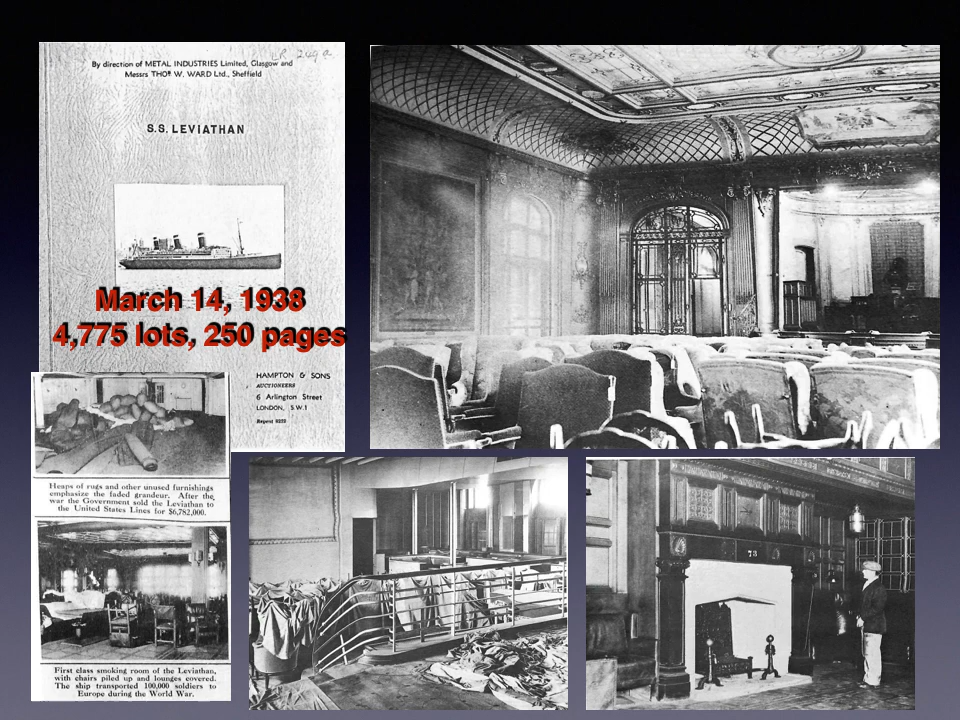 LR 249a
By direction of METAL INDUSTRIES Limited, Glasgow and
Messrs THOS. W. WARD Ltd., Sheffield
S.S. LEVIATHAN
March 14, 1938
4,775 lots, 250 pages
HAMPTON & SONS
AUCTIONEERS
6 Arlington Street
LONDON, S.W.1
Regent 8222
Heaps of rugs and other unused furnishings
emphasize the faded grandeur. After the
war the Government sold the Leviathan to
the United States Lines for $6,782,000.
First class smoking room of the Leviathan,
with chairs piled up and lounges covered.
The ship transported 100,000 soldiers to
Europe during the World War.
73